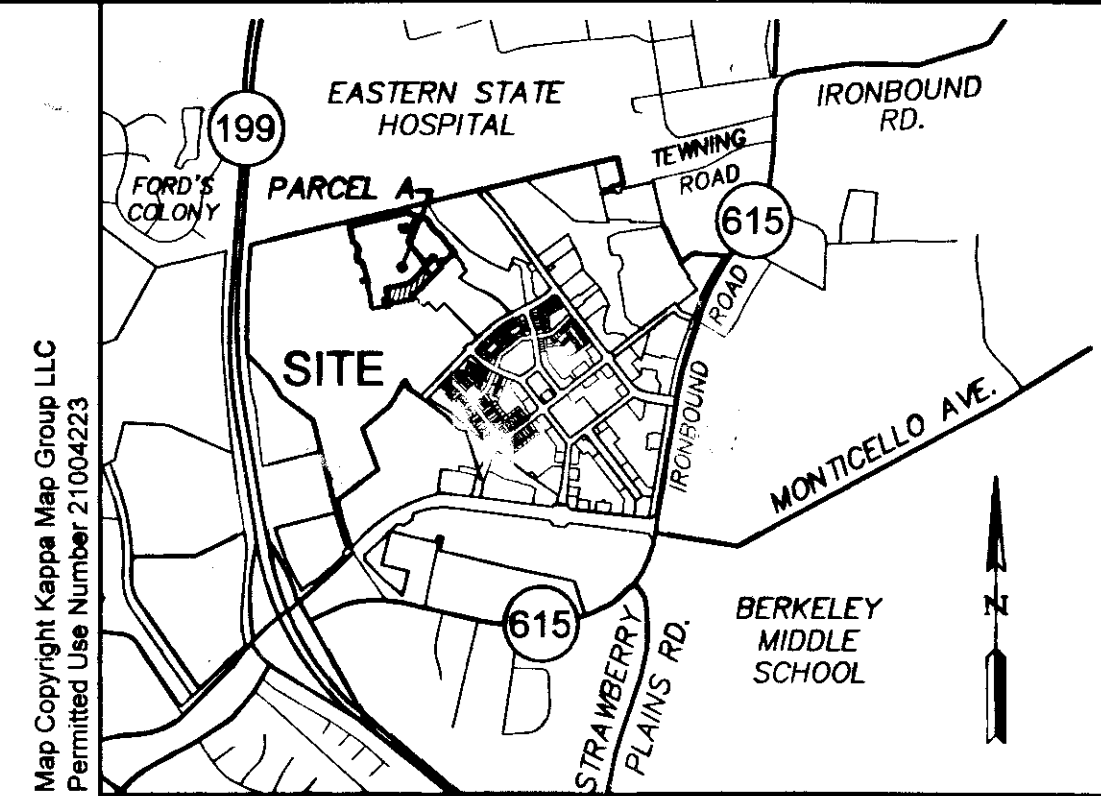 EASTERN STATE
HOSPITAL
IRONBOUND
RD.
199
TEWNING
ROAD
FORD'S
COLONY
PARCEL A
615
ROAD
SITE
IRONBOUND
MONTICELLO AVE.
N
615
BERKELEY
MIDDLE
SCHOOL
STRAWBERRY
PLAINS RD.
Map Copyright Kappa Map Group LLC
Permitted Use Number 21004223